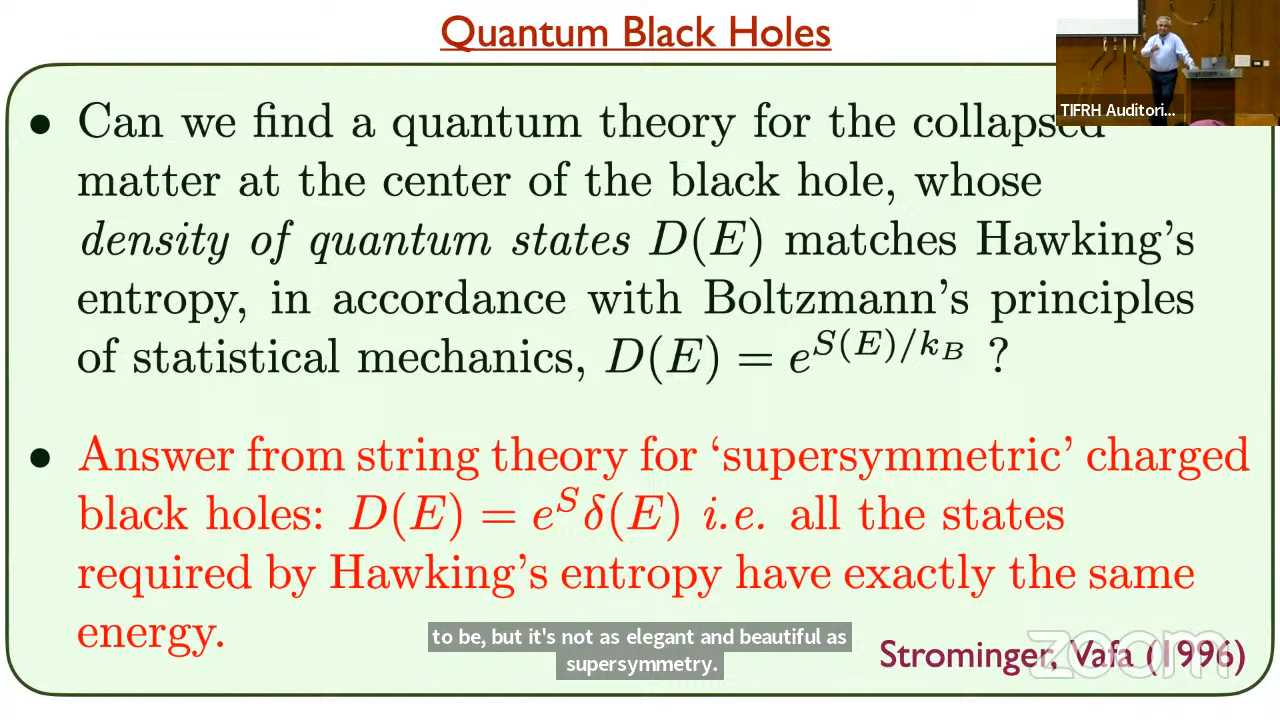 Quantum Black Holes
TIFRH Auditori...
• Can we find a quantum theory for the collapsed
matter at the center of the black hole, whose
density of quantum states D(E) matches Hawking's
entropy, in accordance with Boltzmann's principles
of statistical mechanics, D(E) = e^{S(E)/k_B} ?
• Answer from string theory for ‘supersymmetric’ charged
black holes: D(E) = e^S δ(E) i.e. all the states
required by Hawking's entropy have exactly the same
energy.
to be, but it's not as elegant and beautiful as
supersymmetry.
Strominger, Vafa (1996)
zoom